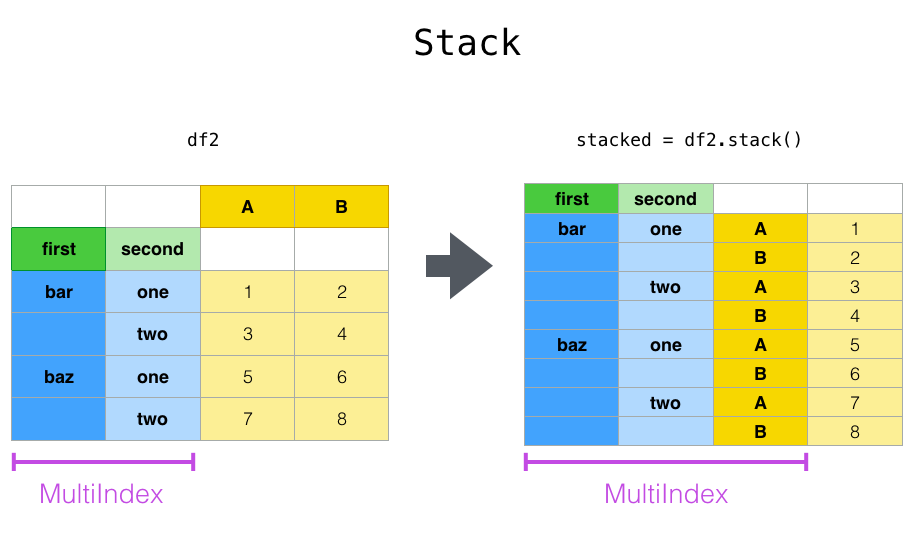 Stack
df2
A B
first second
bar one 1 2
two 3 4
baz one 5 6
two 7 8
MultiIndex
stacked = df2.stack()
first second
bar one A 1
B 2
two A 3
B 4
baz one A 5
B 6
two A 7
B 8
MultiIndex